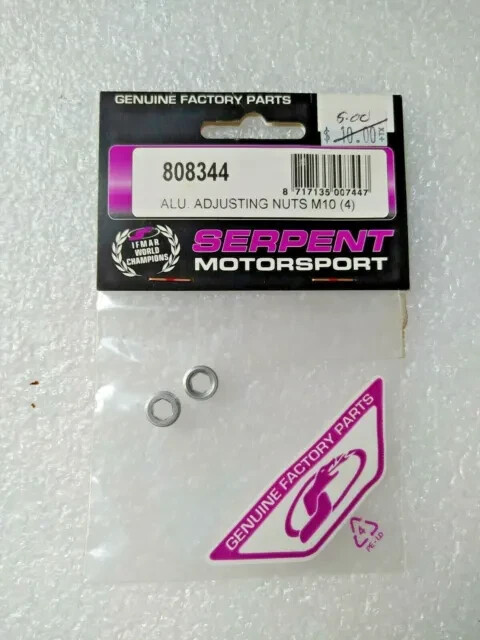 GENUINE FACTORY PARTS
5.00
$ 10.00 +TX
808344
8 717135 007447
ALU. ADJUSTING NUTS M10 (4)
IFMAR
WORLD
CHAMPIONS
SERPENT
MOTORSPORT
GENUINE FACTORY PARTS
4
PE-LD